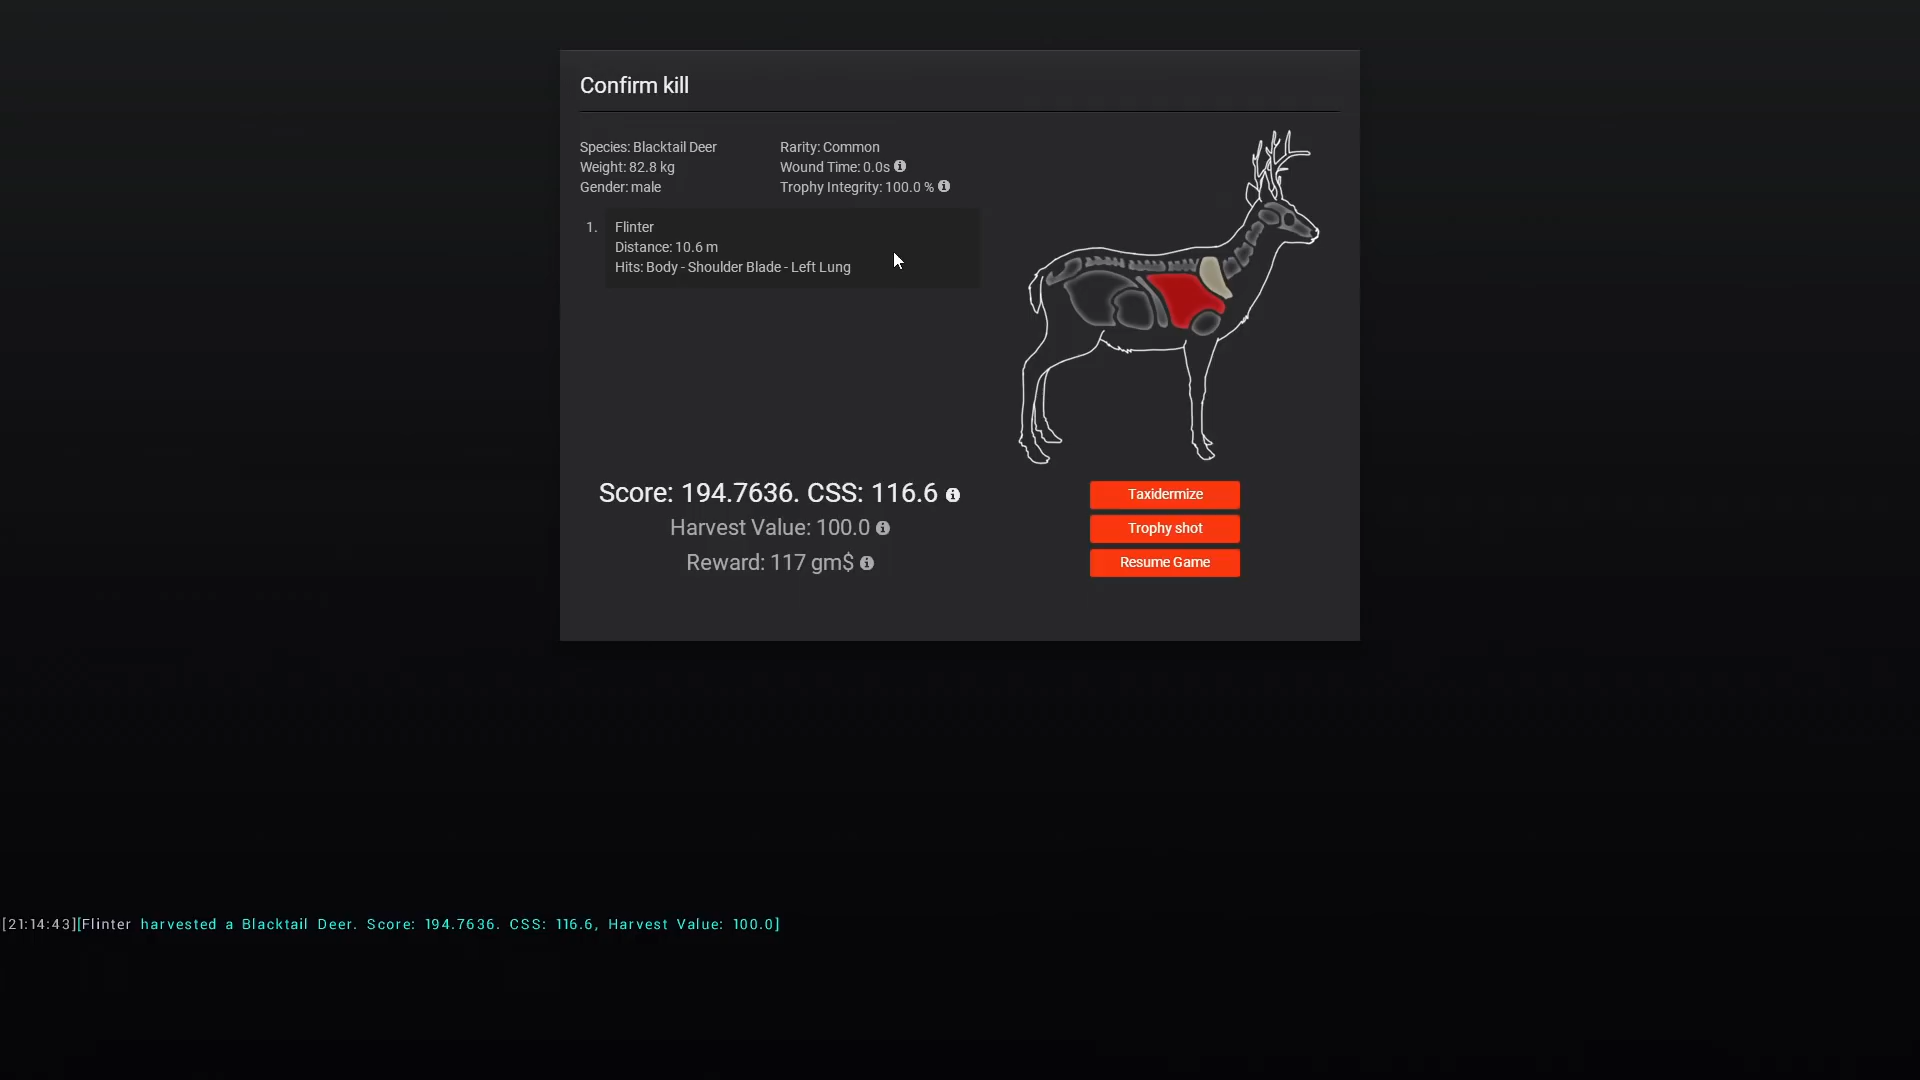 Confirm kill
Species: Blacktail Deer
Weight: 82.8 kg
Gender: male
Rarity: Common
Wound Time: 0.0s
Trophy Integrity: 100.0 %
1. Flinter
Distance: 10.6 m
Hits: Body - Shoulder Blade - Left Lung
Score: 194.7636. CSS: 116.6
Harvest Value: 100.0
Reward: 117 gm$
Taxidermize
Trophy shot
Resume Game
[21:14:43][Flinter harvested a Blacktail Deer. Score: 194.7636. CSS: 116.6, Harvest Value: 100.0]